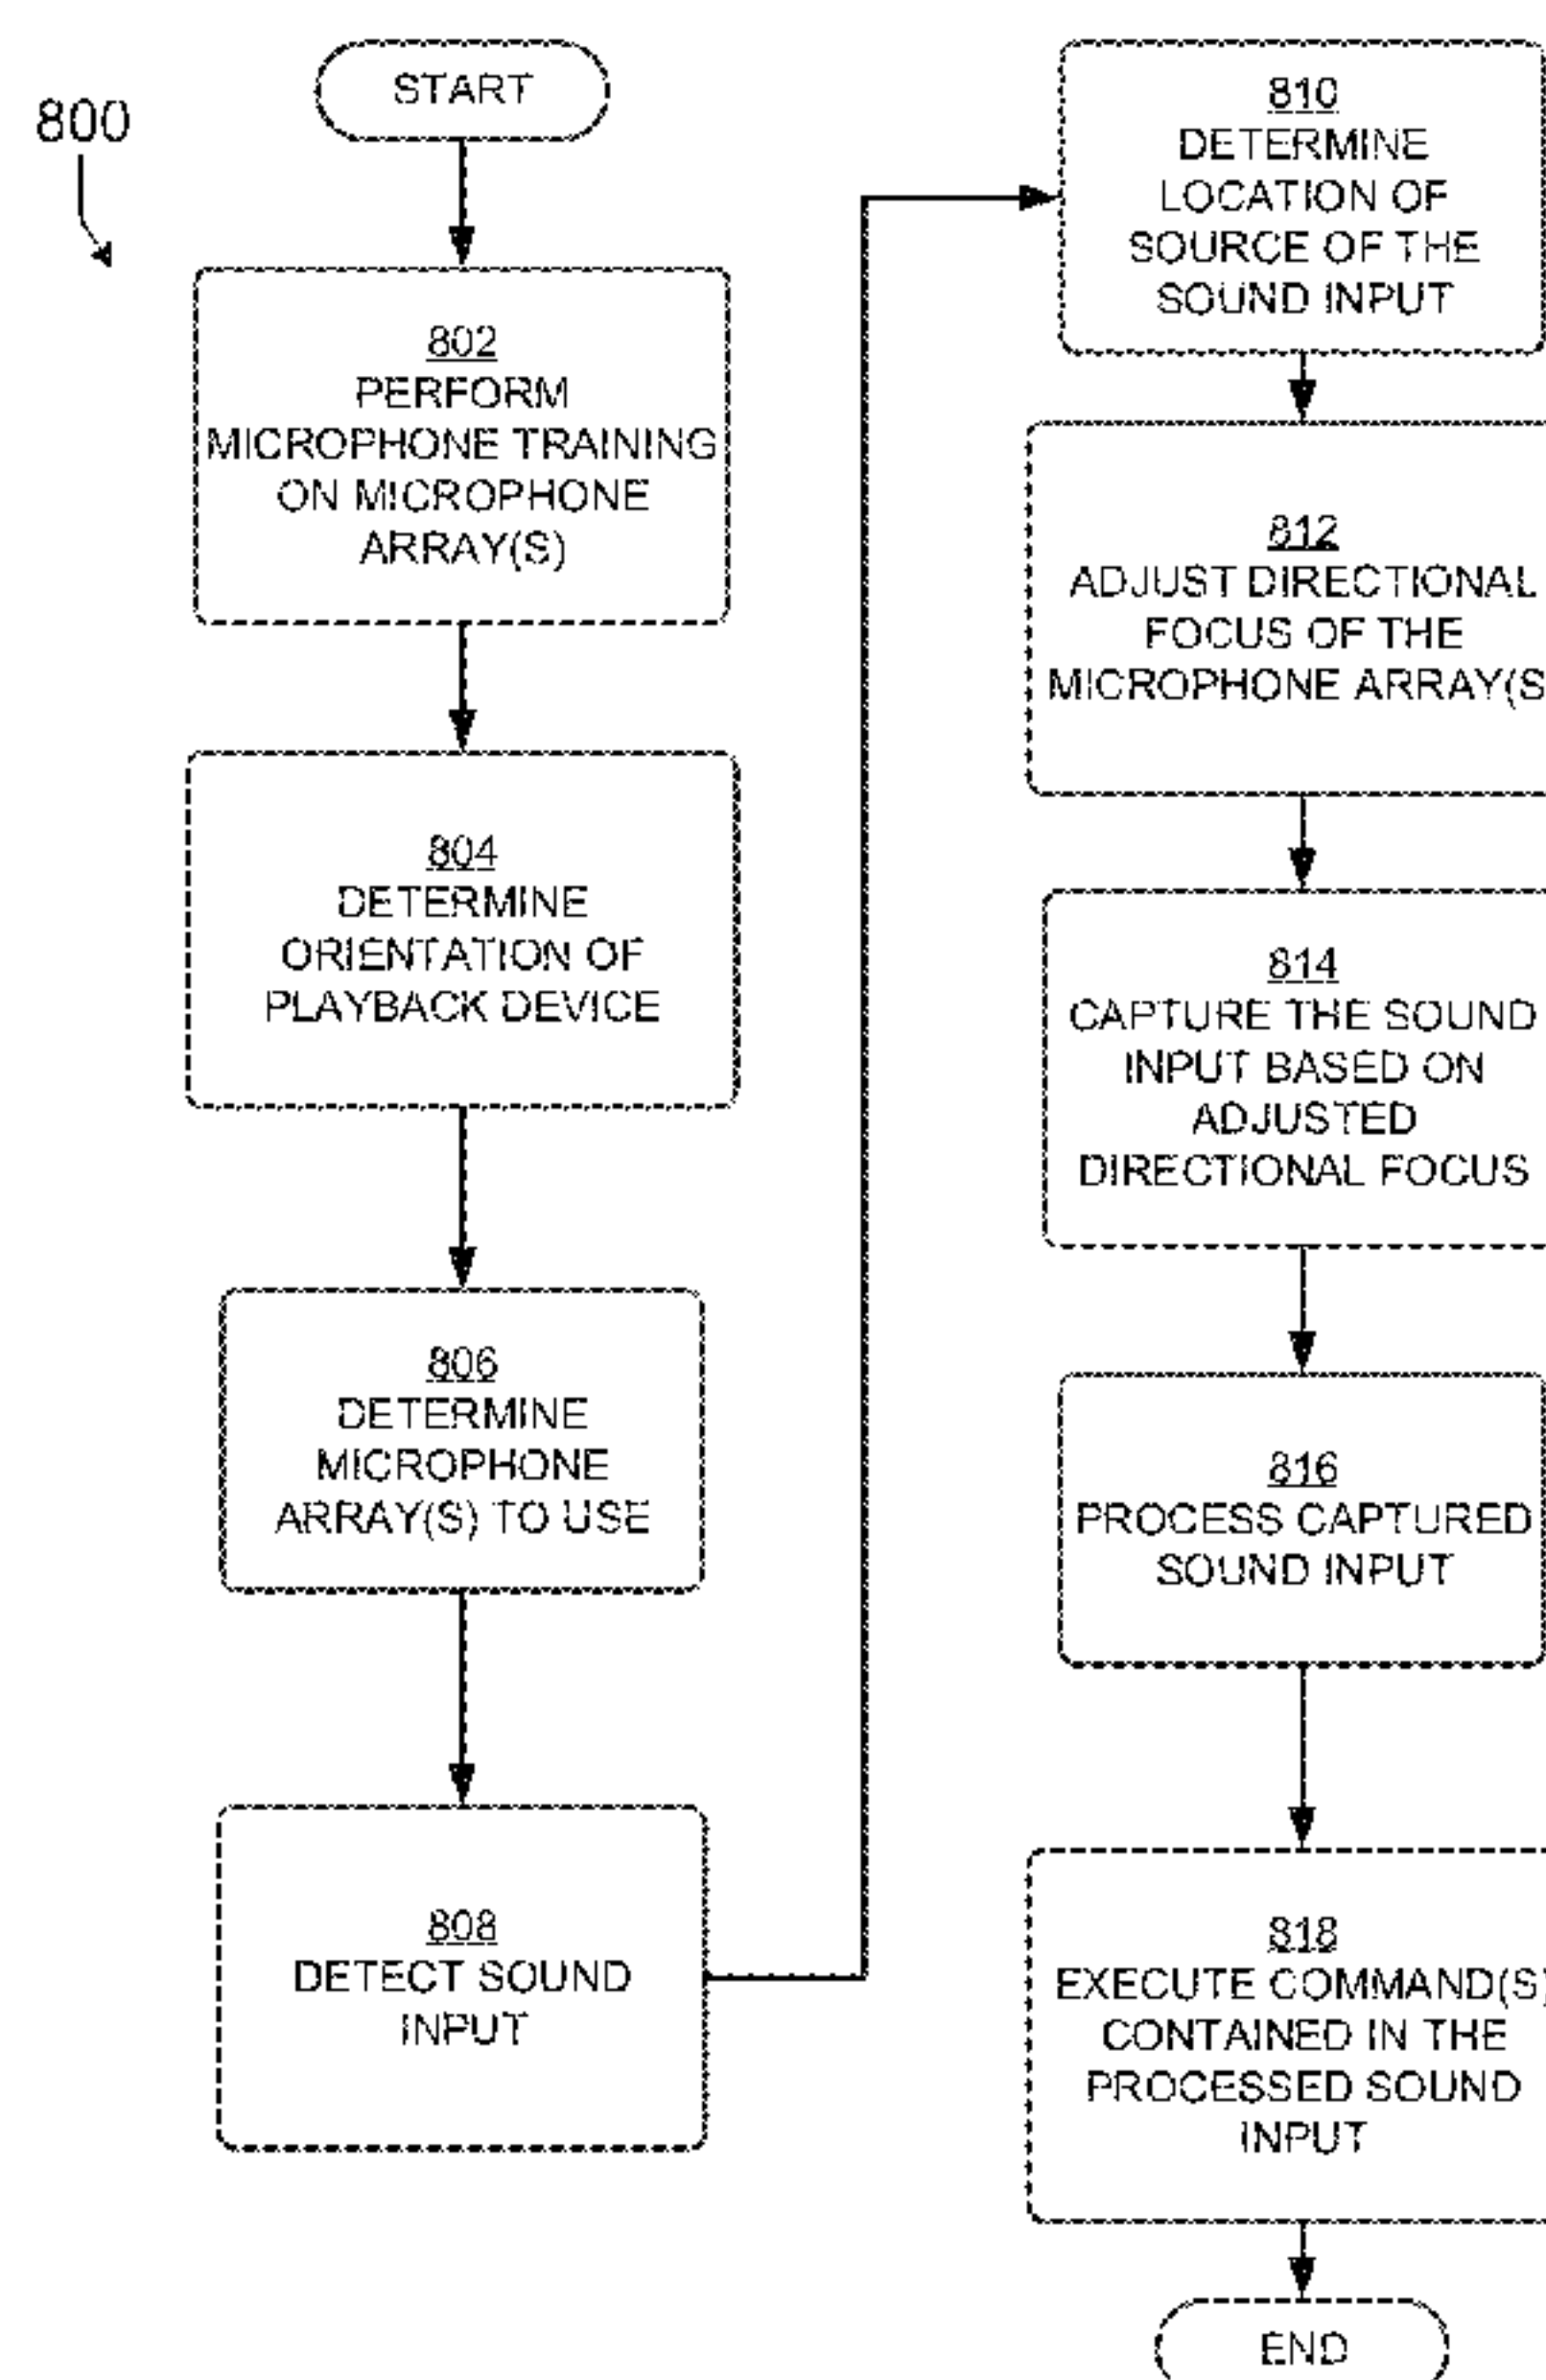 800
START
802
PERFORM
MICROPHONE TRAINING
ON MICROPHONE
ARRAY(S)
804
DETERMINE
ORIENTATION OF
PLAYBACK DEVICE
806
DETERMINE
MICROPHONE
ARRAY(S) TO USE
808
DETECT SOUND
INPUT
810
DETERMINE
LOCATION OF
SOURCE OF THE
SOUND INPUT
812
ADJUST DIRECTIONAL
FOCUS OF THE
MICROPHONE ARRAY(S
814
CAPTURE THE SOUND
INPUT BASED ON
ADJUSTED
DIRECTIONAL FOCUS
816
PROCESS CAPTURED
SOUND INPUT
818
EXECUTE COMMAND(S)
CONTAINED IN THE
PROCESSED SOUND
INPUT
END